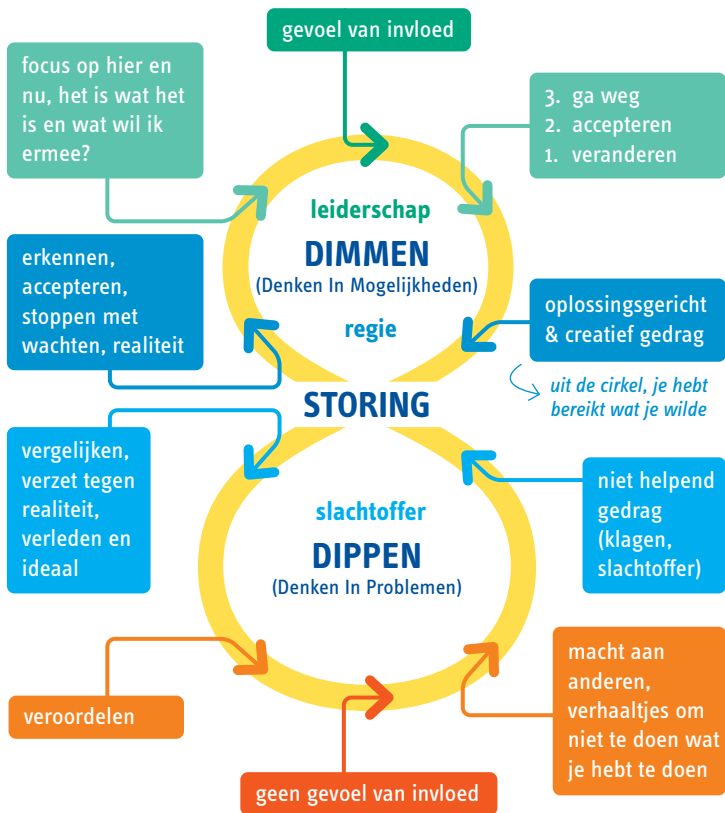 gevoel van invloed
focus op hier en
nu, het is wat het
is en wat wil ik
ermee?
3. ga weg
2. accepteren
1. veranderen
leiderschap
DIMMEN
(Denken In Mogelijkheden)
regie
erkennen,
accepteren,
stoppen met
wachten, realiteit
oplossingsgericht
& creatief gedrag
uit de cirkel, je hebt
bereikt wat je wilde
STORING
vergelijken,
verzet tegen
realiteit,
verleden en
ideaal
niet helpend
gedrag
(klagen,
slachtoffer)
slachtoffer
DIPPEN
(Denken In Problemen)
veroordelen
macht aan
anderen,
verhaaltjes om
niet te doen wat
je hebt te doen
geen gevoel van invloed